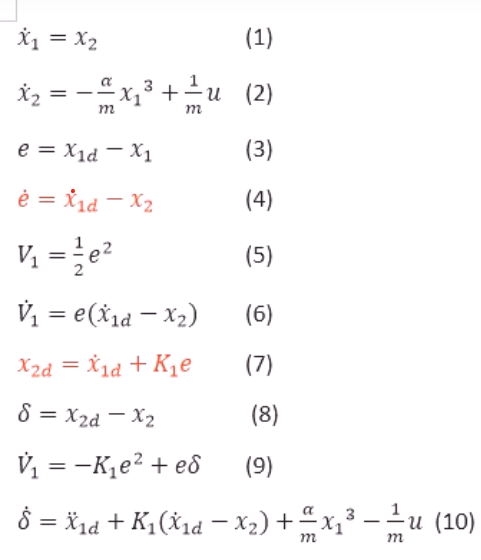 ẋ₁ = x₂ (1)
ẋ₂ = −α/m x₁³ + 1/m u (2)
e = x₁d − x₁ (3)
ė = ẋ₁d − x₂ (4)
V₁ = 1/2 e² (5)
V̇₁ = e(ẋ₁d − x₂) (6)
x₂d = ẋ₁d + K₁e (7)
δ = x₂d − x₂ (8)
V̇₁ = −K₁e² + eδ (9)
δ̇ = ẍ₁d + K₁(ẋ₁d − x₂) + α/m x₁³ − 1/m u (10)